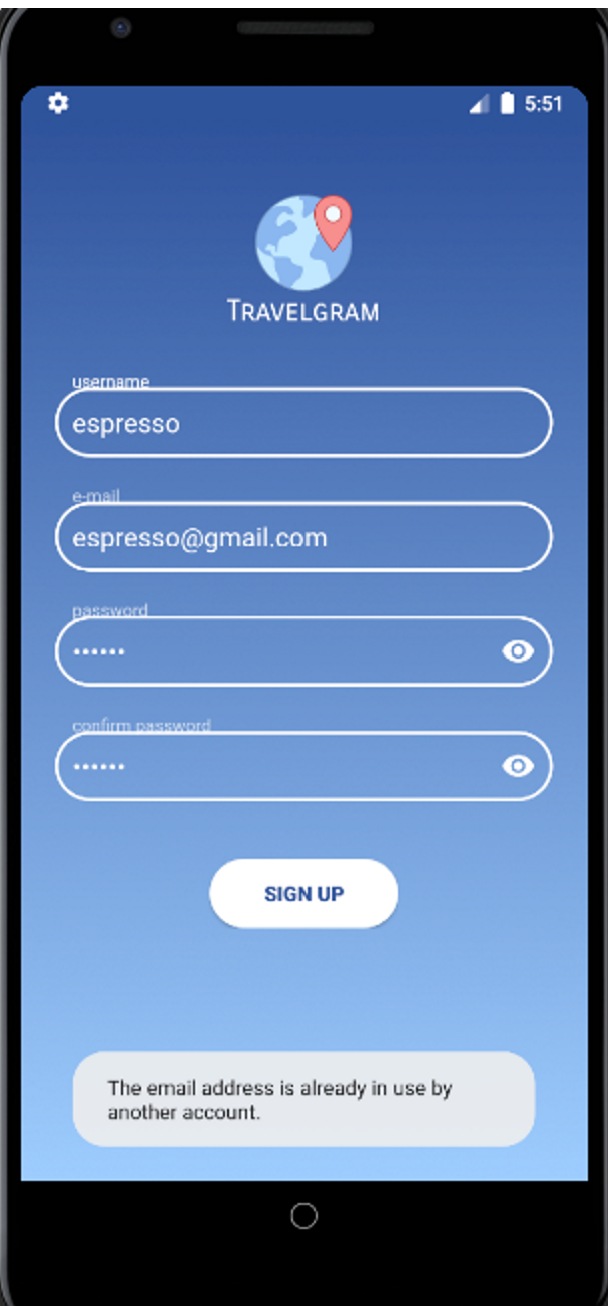 5:51
TRAVELGRAM
username
espresso
e-mail
espresso@gmail.com
password
••••••
confirm password
••••••
SIGN UP
The email address is already in use by
another account.